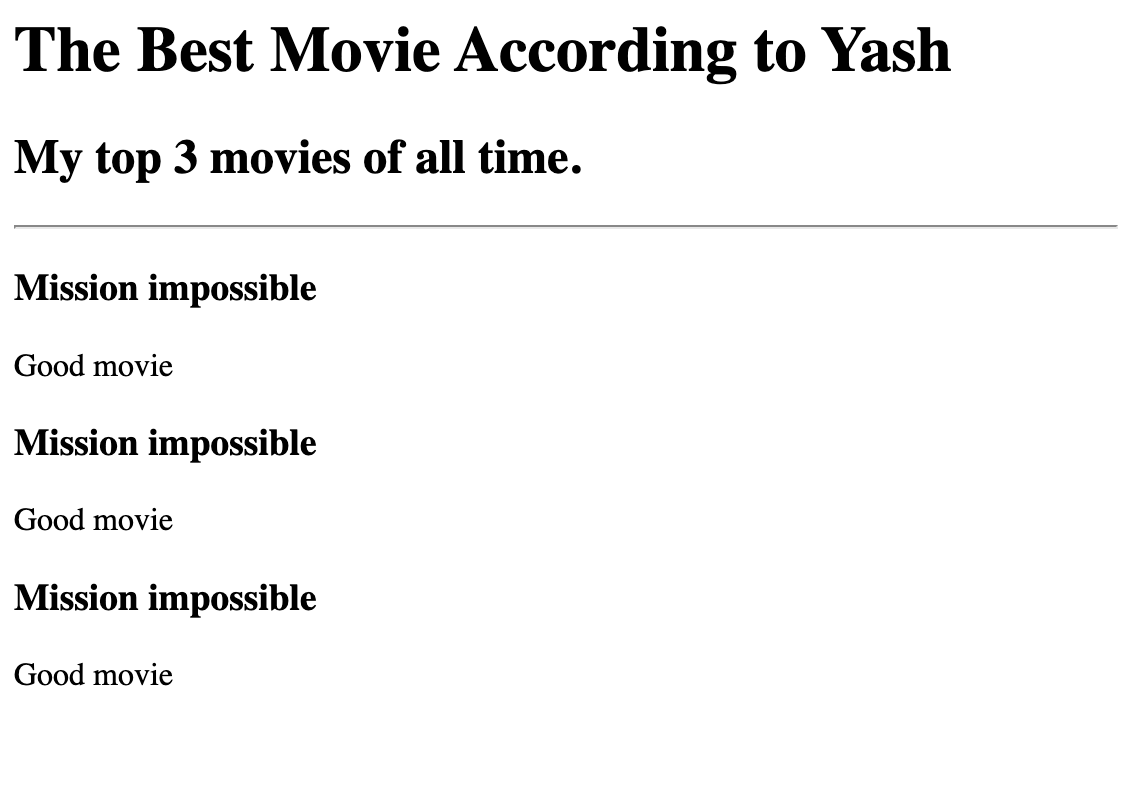 The Best Movie According to Yash
My top 3 movies of all time.
Mission impossible
Good movie
Mission impossible
Good movie
Mission impossible
Good movie